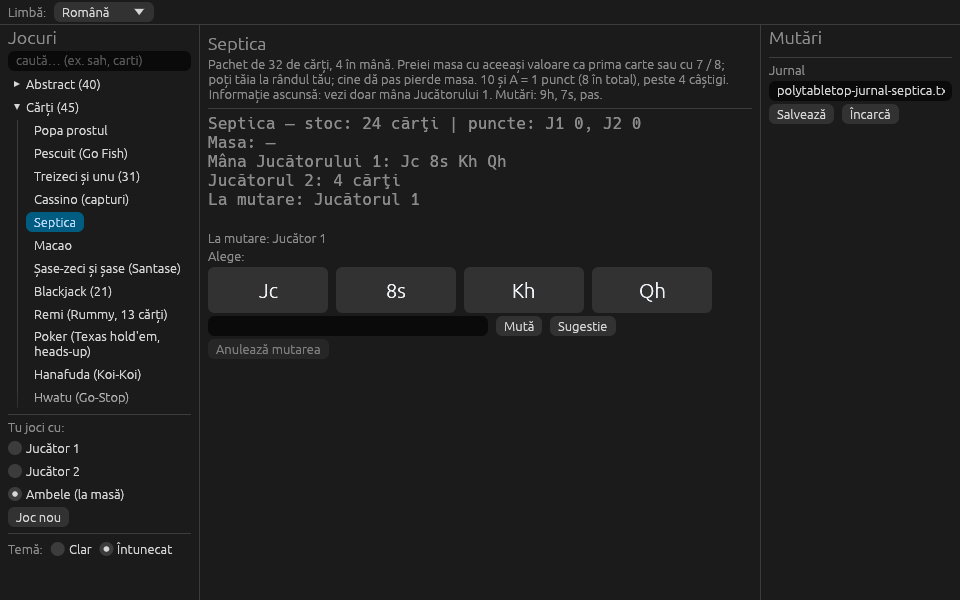 Limbă: Română
Jocuri
caută... (ex. sah, carti)
Abstract (40)
Cărți (45)
Popa prostul
Pescuit (Go Fish)
Treizeci și unu (31)
Cassino (capturi)
Septica
Macao
Șase-zeci și șase (Santase)
Blackjack (21)
Remi (Rummy, 13 cărți)
Poker (Texas hold'em,
heads-up)
Hanafuda (Koi-Koi)
Hwatu (Go-Stop)
Tu joci cu:
Jucător 1
Jucător 2
Ambele (la masă)
Joc nou
Temă: Clar Întunecat
Septica
Pachet de 32 de cărți, 4 în mână. Preiei masa cu aceeași valoare ca prima carte sau cu 7 / 8;
poți tăia la rândul tău; cine dă pas pierde masa. 10 și A = 1 punct (8 în total), peste 4 câștigi.
Informație ascunsă: vezi doar mâna Jucătorului 1. Mutări: 9h, 7s, pas.
Septica — stoc: 24 cărți | puncte: J1 0, J2 0
Masa: —
Mâna Jucătorului 1: Jc 8s Kh Qh
Jucătorul 2: 4 cărți
La mutare: Jucătorul 1
La mutare: Jucător 1
Alege:
Jc 8s Kh Qh
Mută Sugestie
Anulează mutarea
Mutări
Jurnal
polytabletop-jurnal-septica.tx
Salvează Încarcă